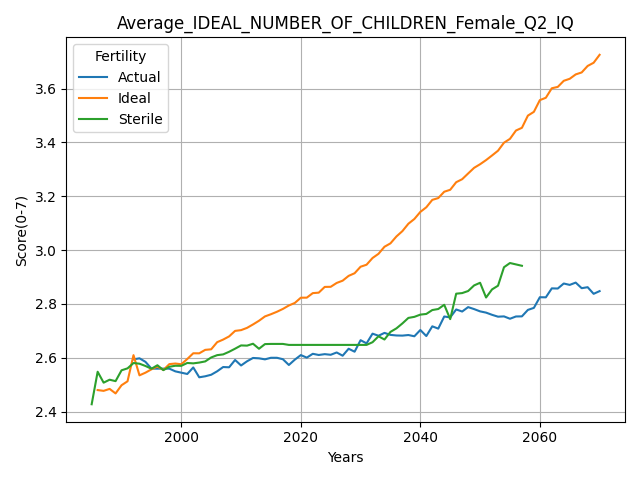 Average_IDEAL_NUMBER_OF_CHILDREN_Female_Q2_IQ
Fertility
Actual
Ideal
Sterile
3.6
3.4
3.2
3.0
2.8
2.6
2.4
Score(0-7)
2000 2020 2040 2060
Years